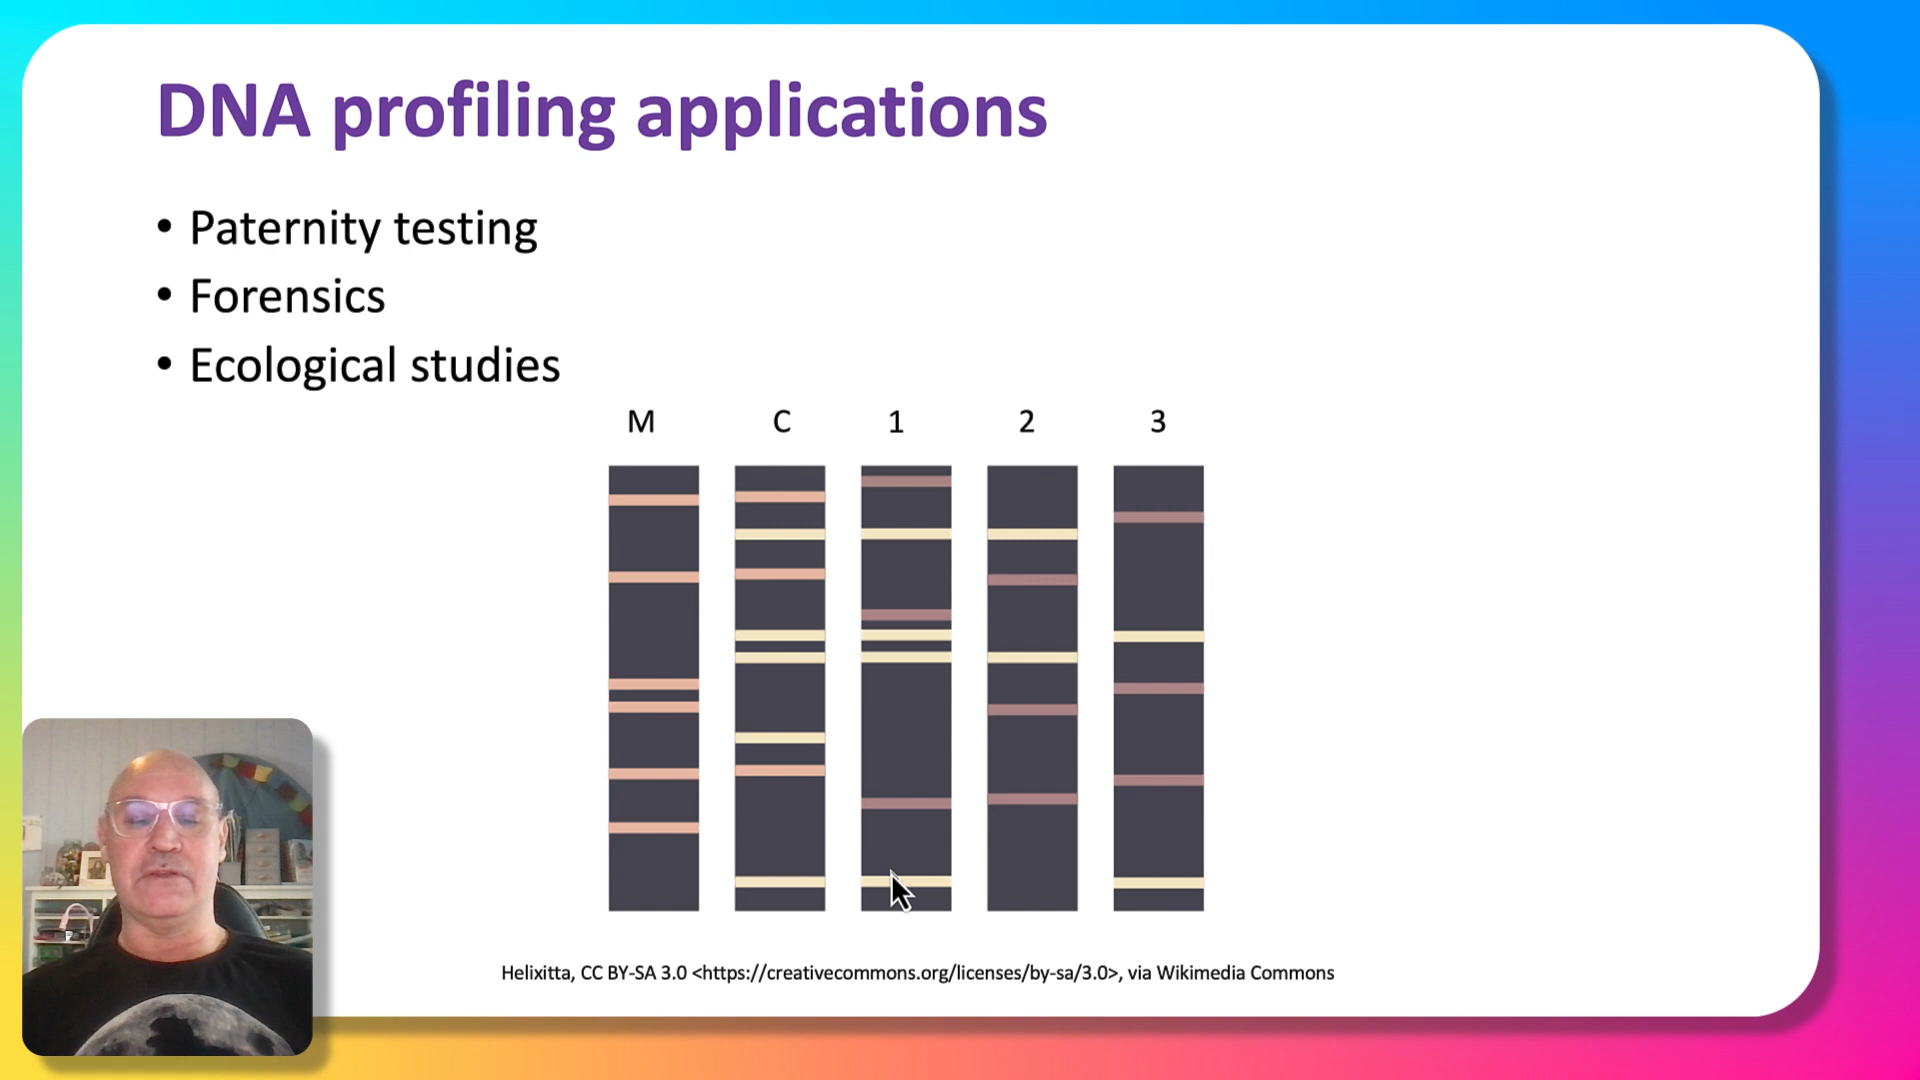 DNA profiling applications
• Paternity testing
• Forensics
• Ecological studies
M C 1 2 3
Helixitta, CC BY-SA 3.0 <https://creativecommons.org/licenses/by-sa/3.0>, via Wikimedia Commons